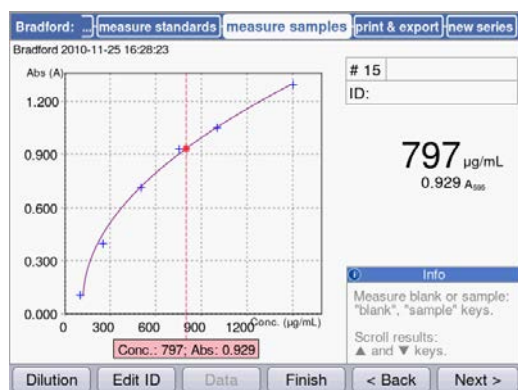 Bradford: ... measure standards measure samples print & export new series
Bradford 2010-11-25 16:28:23
Abs (A)
1.200
0.900
0.600
0.300
0.000
0 300 600 900 1200 Conc. (µg/mL)
Conc.: 797; Abs: 0.929
# 15
ID:
797 µg/mL
0.929 A595
Info
Measure blank or sample:
"blank", "sample" keys.
Scroll results:
▲ and ▼ keys.
Dilution Edit ID Data Finish < Back Next >